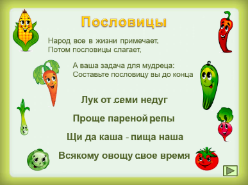 Пословицы
Народ все в жизни примечает,
Потом пословицы слагает,
А ваша задача для мудреца:
Составьте пословицу вы до конца
Лук от семи недуг
Проще пареной репы
Щи да каша - пища наша
Всякому овощу свое время